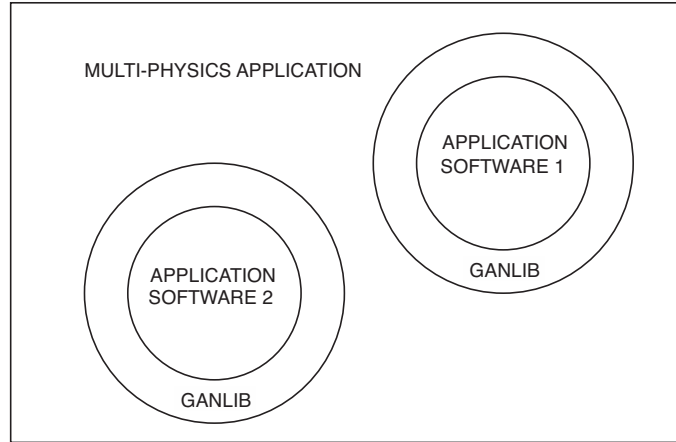 MULTI-PHYSICS APPLICATION
APPLICATION
SOFTWARE 1
GANLIB
APPLICATION
SOFTWARE 2
GANLIB